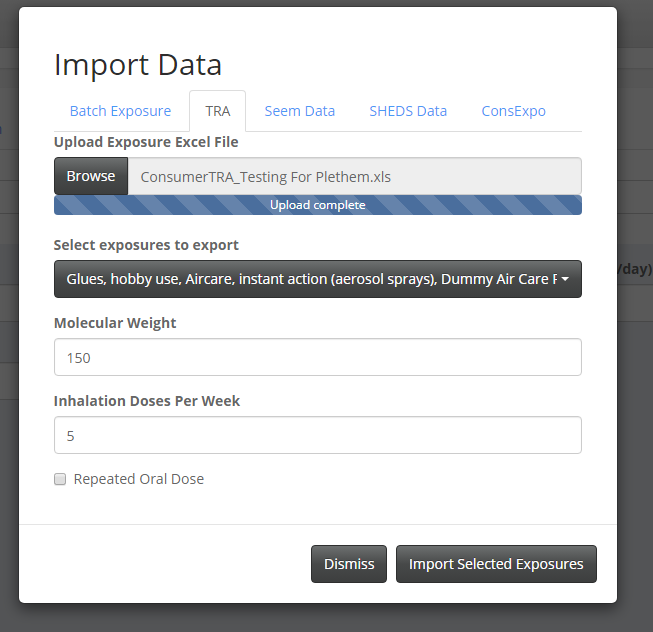 Import Data
Batch Exposure TRA Seem Data SHEDS Data ConsExpo
Upload Exposure Excel File
Browse ConsumerTRA_Testing For Plethem.xls
Upload complete
Select exposures to export
/day)
Glues, hobby use, Aircare, instant action (aerosol sprays), Dummy Air Care
Molecular Weight
150
Inhalation Doses Per Week
5
Repeated Oral Dose
Dismiss Import Selected Exposures